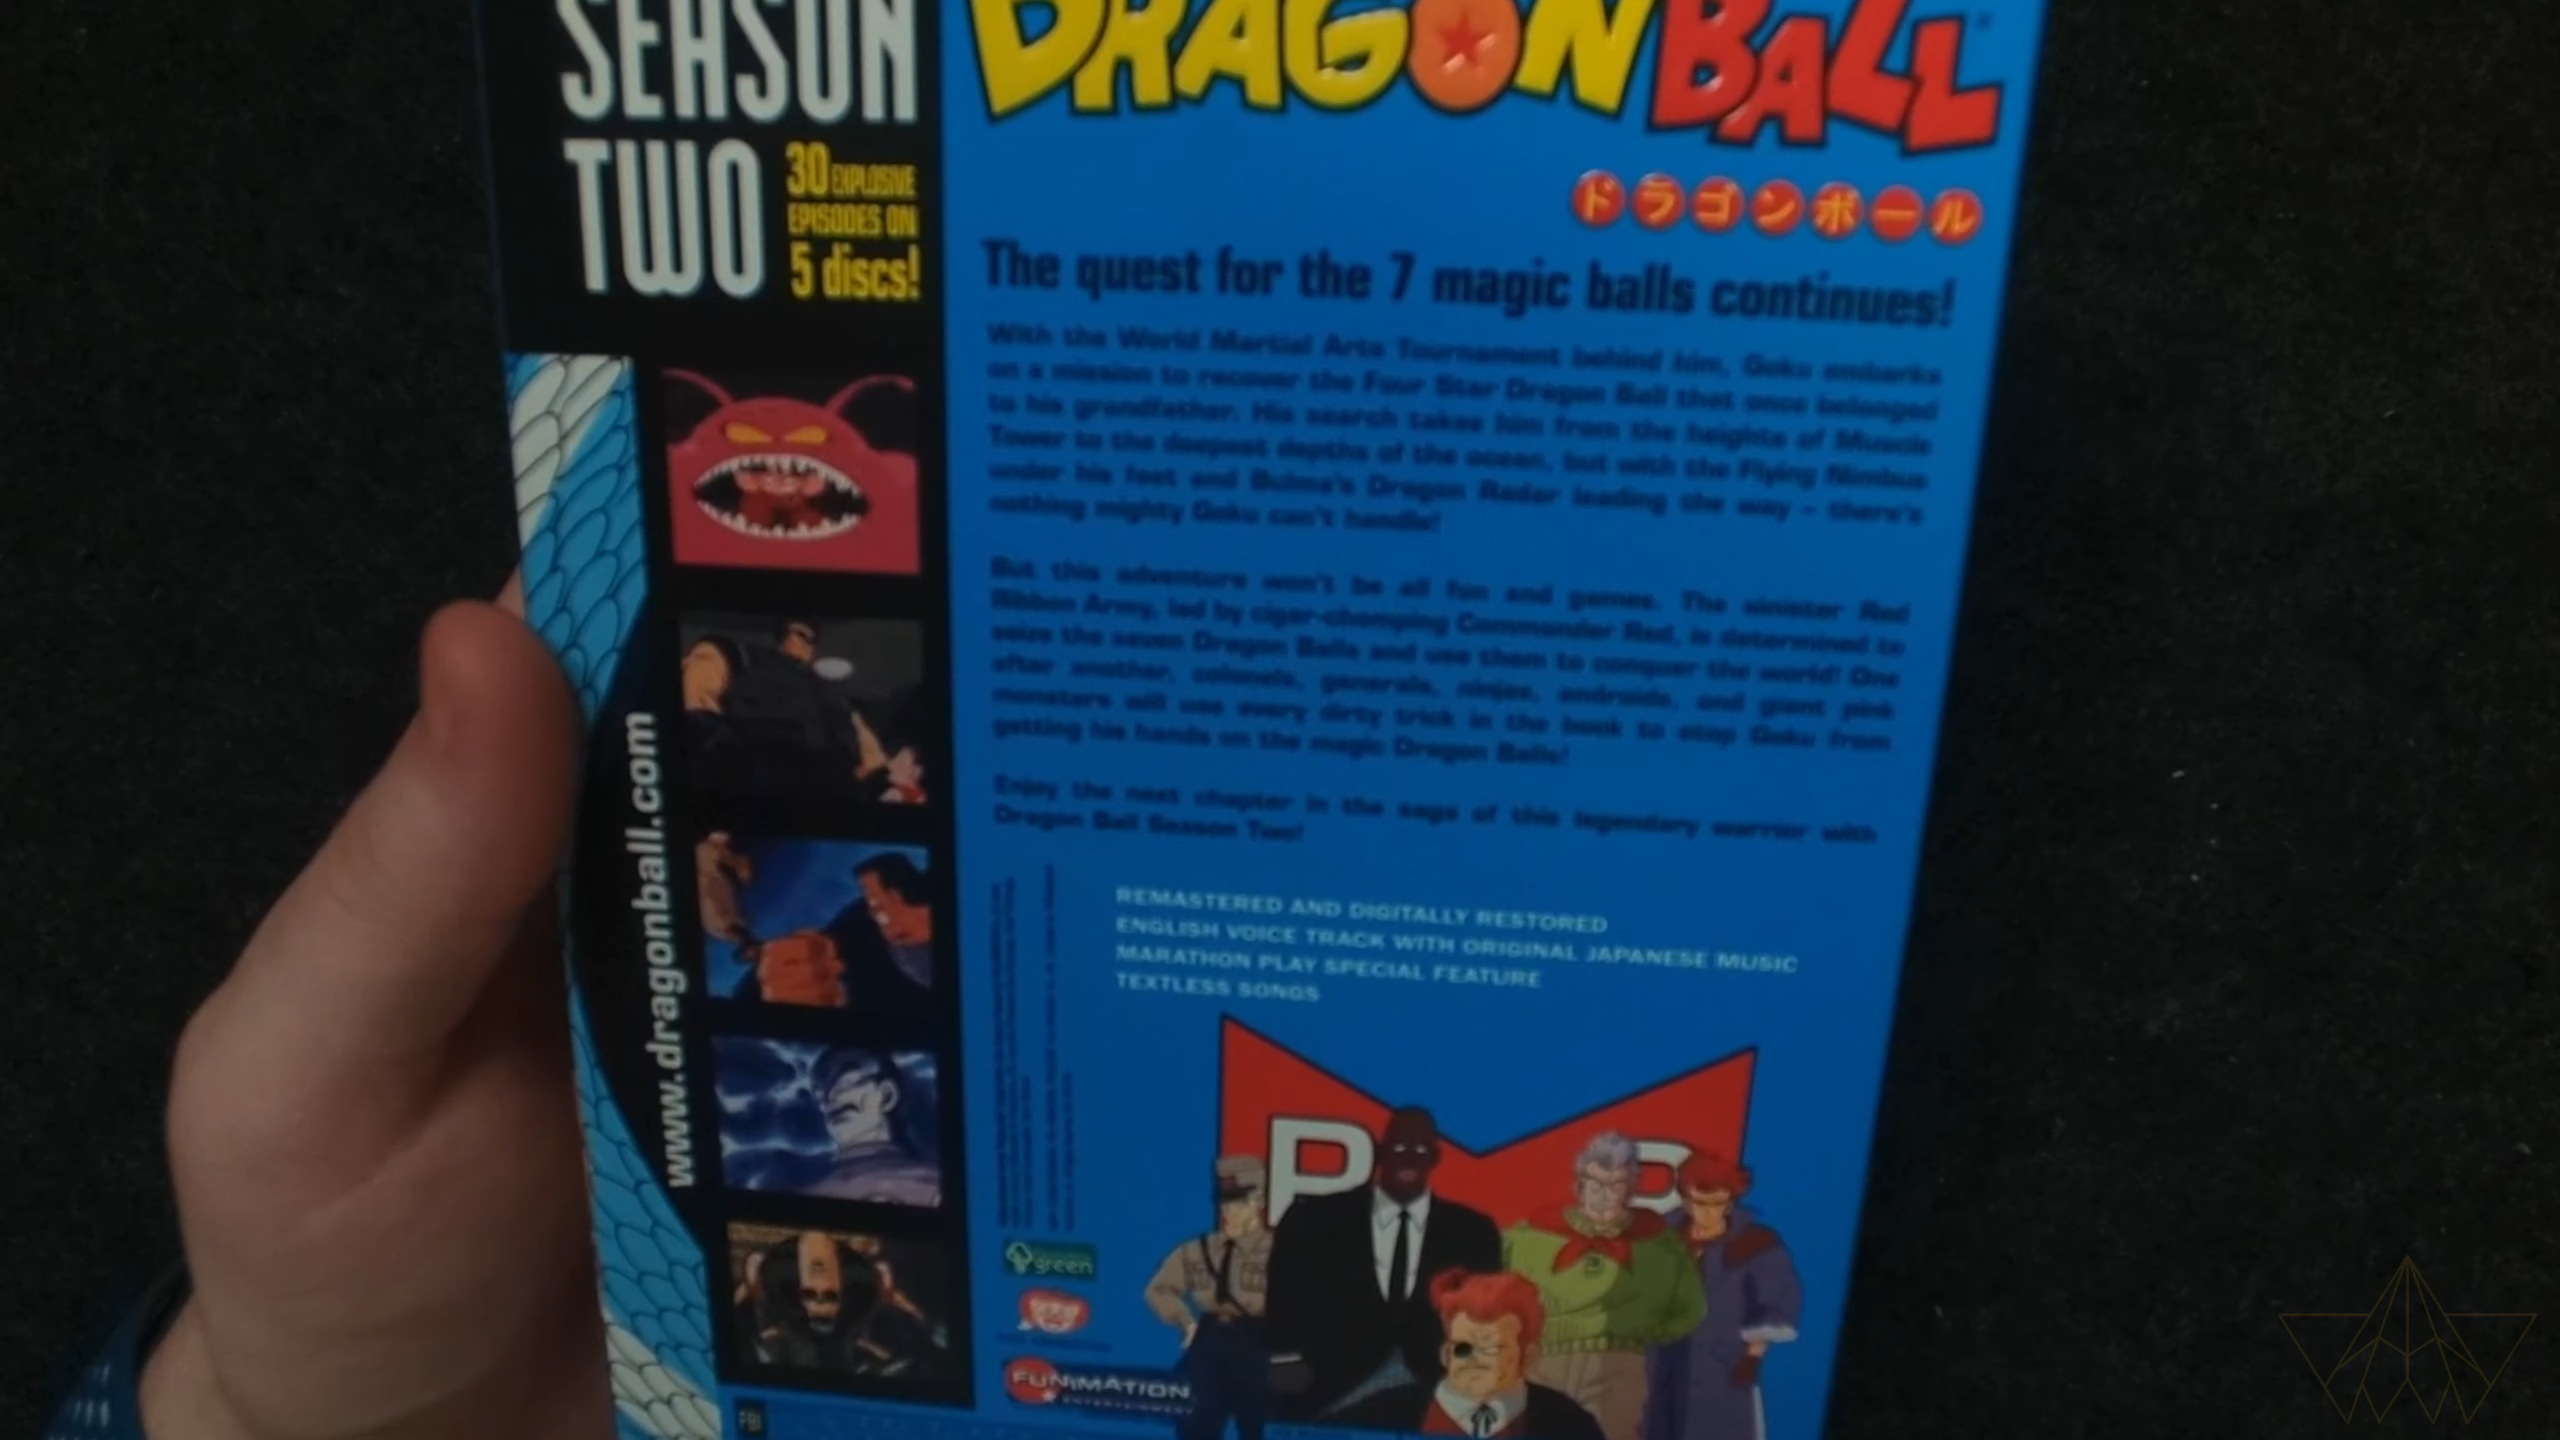 SEASON
TWO
30 EXPLOSIVE
EPISODES ON
5 discs!
www.dragonball.com
DRAGON BALL
ドラゴンボール
The quest for the 7 magic balls continues!
With the World Martial Arts Tournament behind him, Goku embarks
on a mission to recover the Four Star Dragon Ball that once belonged
to his grandfather. His search takes him from the heights of Muscle
Tower to the deepest depths of the ocean, but with the Flying Nimbus
under his feet and Bulma's Dragon Radar leading the way – there's
nothing mighty Goku can't handle!
But this adventure won't be all fun and games. The sinister Red
Ribbon Army, led by cigar-chomping Commander Red, is determined to
seize the seven Dragon Balls and use them to conquer the world! One
after another, colonels, generals, ninjas, androids, and giant pink
monsters will use every dirty trick in the book to stop Goku from
getting his hands on the magic Dragon Balls!
Enjoy the next chapter in the saga of this legendary warrior with
Dragon Ball Season Two!
REMASTERED AND DIGITALLY RESTORED
ENGLISH VOICE TRACK WITH ORIGINAL JAPANESE MUSIC
MARATHON PLAY SPECIAL FEATURE
TEXTLESS SONGS
R R
green
FUNIMATION
ENTERTAINMENT
FBI